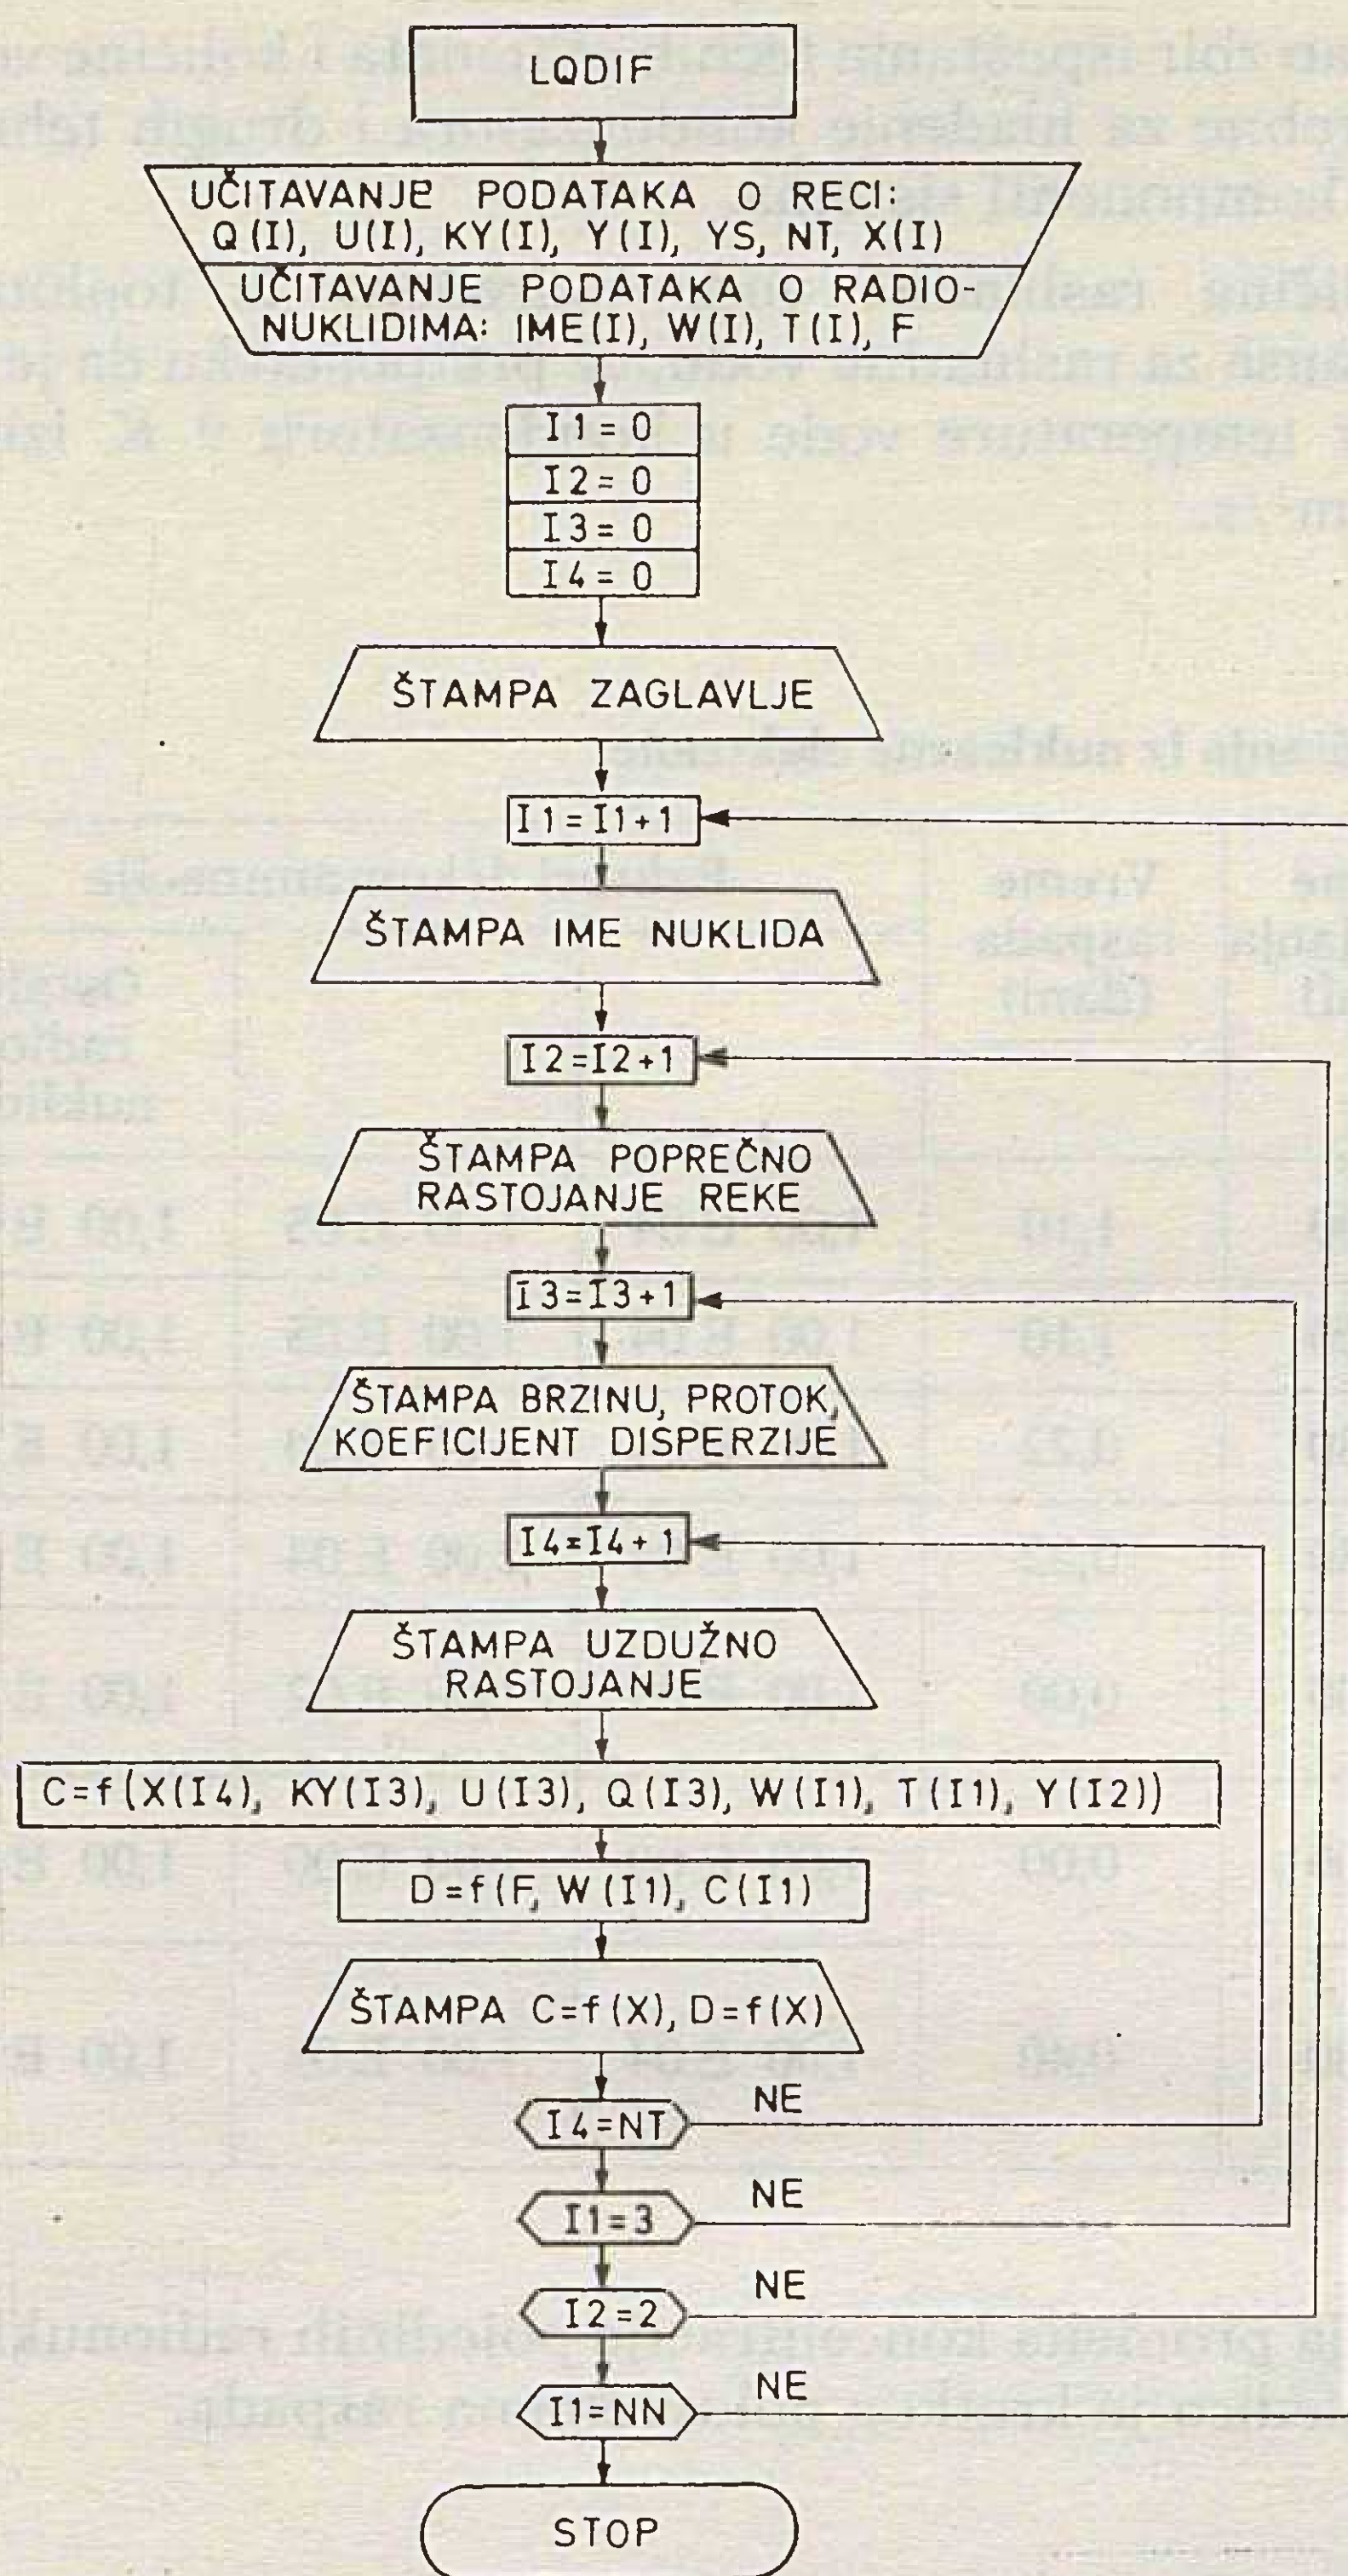 LQDIF
UČITAVANJE PODATAKA O RECI:
Q(I), U(I), KY(I), Y(I), YS, NT, X(I)
UČITAVANJE PODATAKA O RADIO-
NUKLIDIMA: IME(I), W(I), T(I), F
I1=0
I2=0
I3=0
I4=0
ŠTAMPA ZAGLAVLJE
I1=I1+1
ŠTAMPA IME NUKLIDA
I2=I2+1
ŠTAMPA POPREČNO
RASTOJANJE REKE
I3=I3+1
ŠTAMPA BRZINU, PROTOK,
KOEFICIJENT DISPERZIJE
I4=I4+1
ŠTAMPA UZDUŽNO
RASTOJANJE
C=f(X(I4), KY(I3), U(I3), Q(I3), W(I1), T(I1), Y(I2))
D=f(F, W(I1), C(I1)
ŠTAMPA C=f(X), D=f(X)
I4=NT NE
I1=3 NE
I2=2 NE
I1=NN NE
STOP